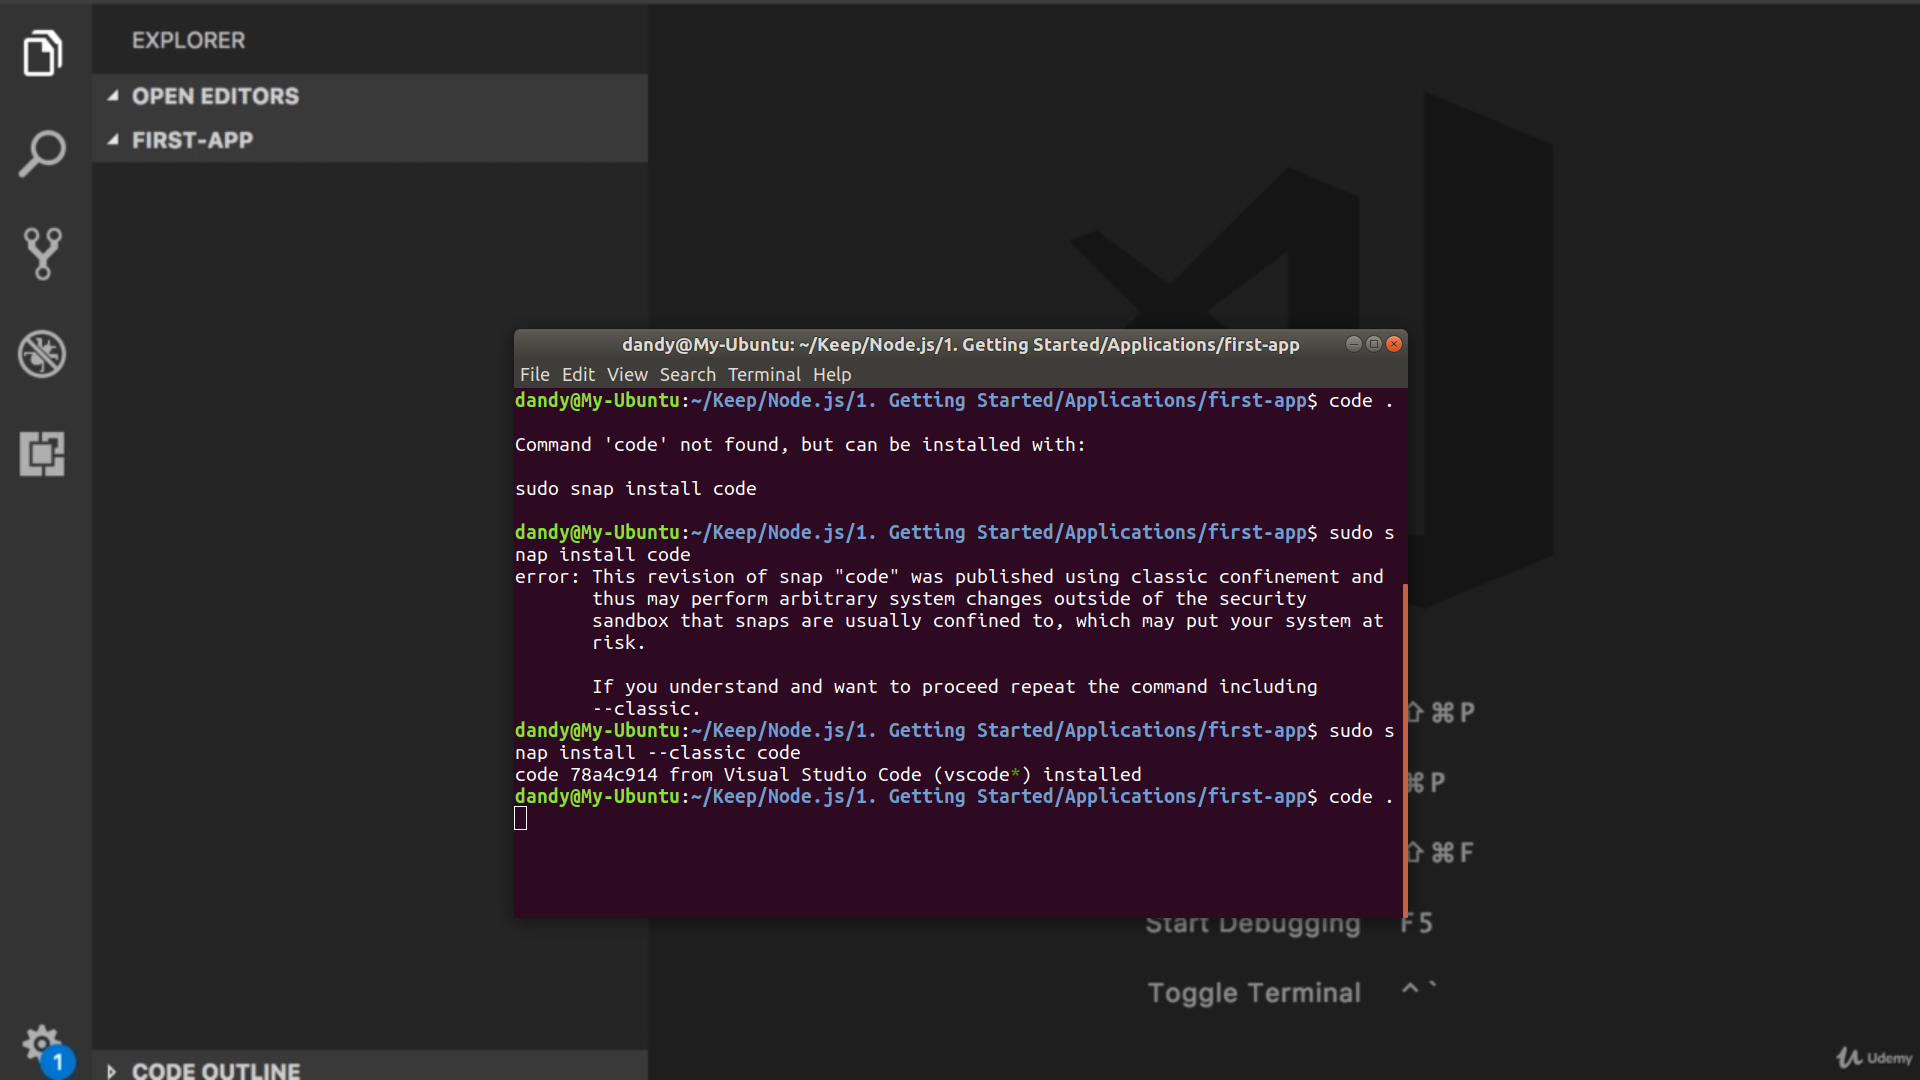 EXPLORER
OPEN EDITORS
FIRST-APP
dandy@My-Ubuntu: ~/Keep/Node.js/1. Getting Started/Applications/first-app
File Edit View Search Terminal Help
dandy@My-Ubuntu:~/Keep/Node.js/1. Getting Started/Applications/first-app$ code .
Command 'code' not found, but can be installed with:
sudo snap install code
dandy@My-Ubuntu:~/Keep/Node.js/1. Getting Started/Applications/first-app$ sudo s
nap install code
error: This revision of snap "code" was published using classic confinement and
thus may perform arbitrary system changes outside of the security
sandbox that snaps are usually confined to, which may put your system at
risk.
If you understand and want to proceed repeat the command including
--classic.
dandy@My-Ubuntu:~/Keep/Node.js/1. Getting Started/Applications/first-app$ sudo s
nap install --classic code
code 78a4c914 from Visual Studio Code (vscode*) installed
dandy@My-Ubuntu:~/Keep/Node.js/1. Getting Started/Applications/first-app$ code .
⇧⌘P
⌘P
⇧⌘F
Start Debugging F5
Toggle Terminal ^`
1
CODE OUTLINE
Udemy